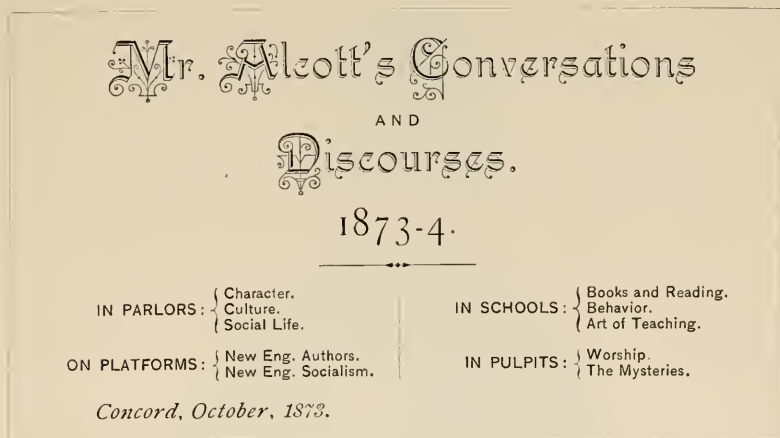 Mr. Alcott's Conversations
AND
Discourses.
1873-4.
IN PARLORS: { Character.
Culture.
Social Life.
IN SCHOOLS: { Books and Reading.
Behavior.
Art of Teaching.
ON PLATFORMS: { New Eng. Authors.
New Eng. Socialism.
IN PULPITS: { Worship.
The Mysteries.
Concord, October, 1873.